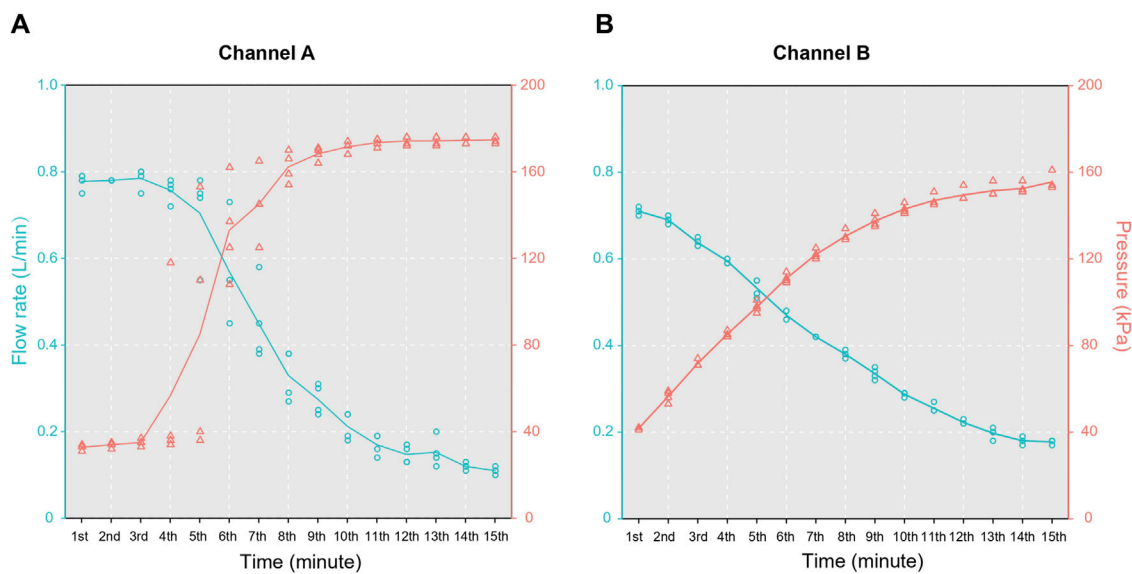 A
Channel A
1.0
0.8
0.6
0.4
0.2
0
Flow rate (L/min)
200
160
120
80
40
0
1st 2nd 3rd 4th 5th 6th 7th 8th 9th 10th 11th 12th 13th 14th 15th
Time (minute)
B
Channel B
1.0
0.8
0.6
0.4
0.2
0
200
160
120
80
40
0
Pressure (kPa)
1st 2nd 3rd 4th 5th 6th 7th 8th 9th 10th 11th 12th 13th 14th 15th
Time (minute)